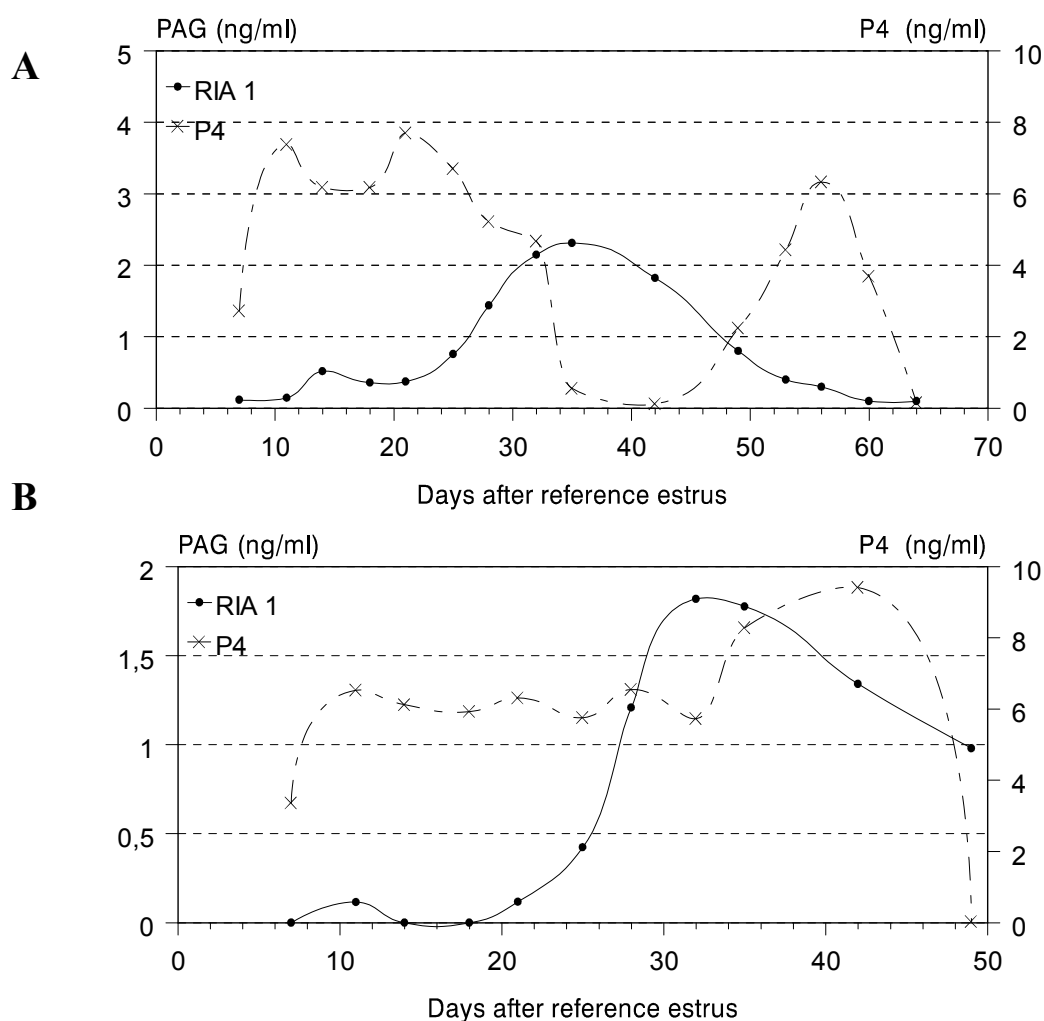 A
PAG (ng/ml) P4 (ng/ml)
5 10
RIA 1
P4
4 8
3 6
2 4
1 2
0 0
0 10 20 30 40 50 60 70
Days after reference estrus
B
PAG (ng/ml) P4 (ng/ml)
2 10
RIA 1
P4
8
1,5
6
1
4
0,5
2
0 0
0 10 20 30 40 50
Days after reference estrus